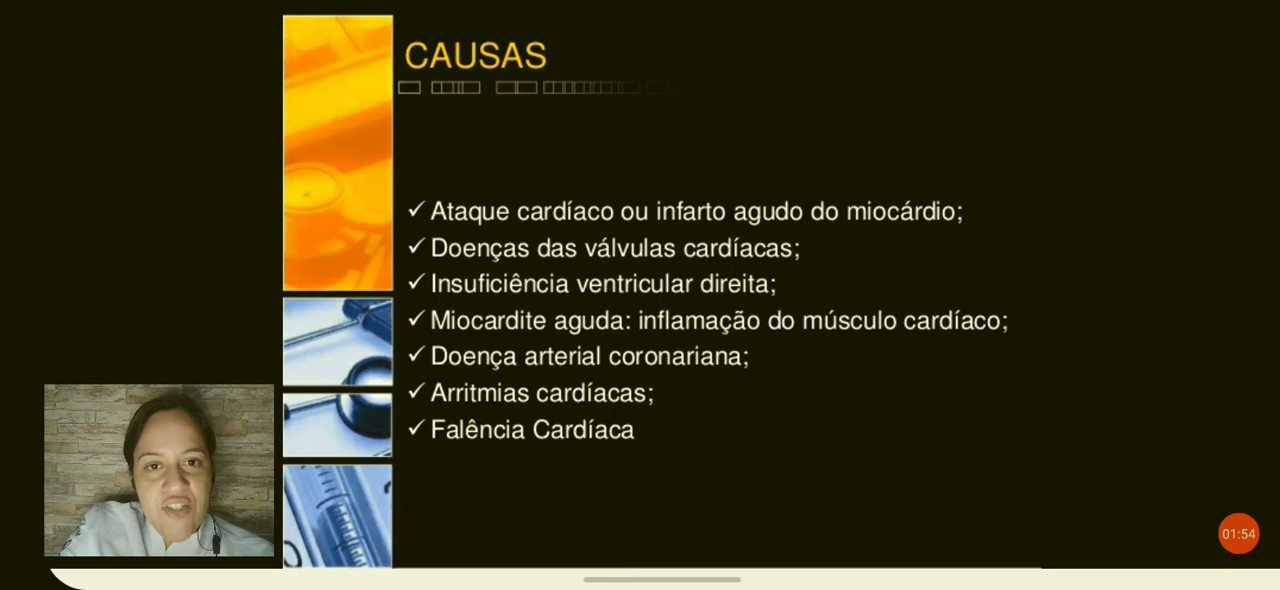 CAUSAS
✓ Ataque cardíaco ou infarto agudo do miocárdio;
✓ Doenças das válvulas cardíacas;
✓ Insuficiência ventricular direita;
✓ Miocardite aguda: inflamação do músculo cardíaco;
✓ Doença arterial coronariana;
✓ Arritmias cardíacas;
✓ Falência Cardíaca
01:54